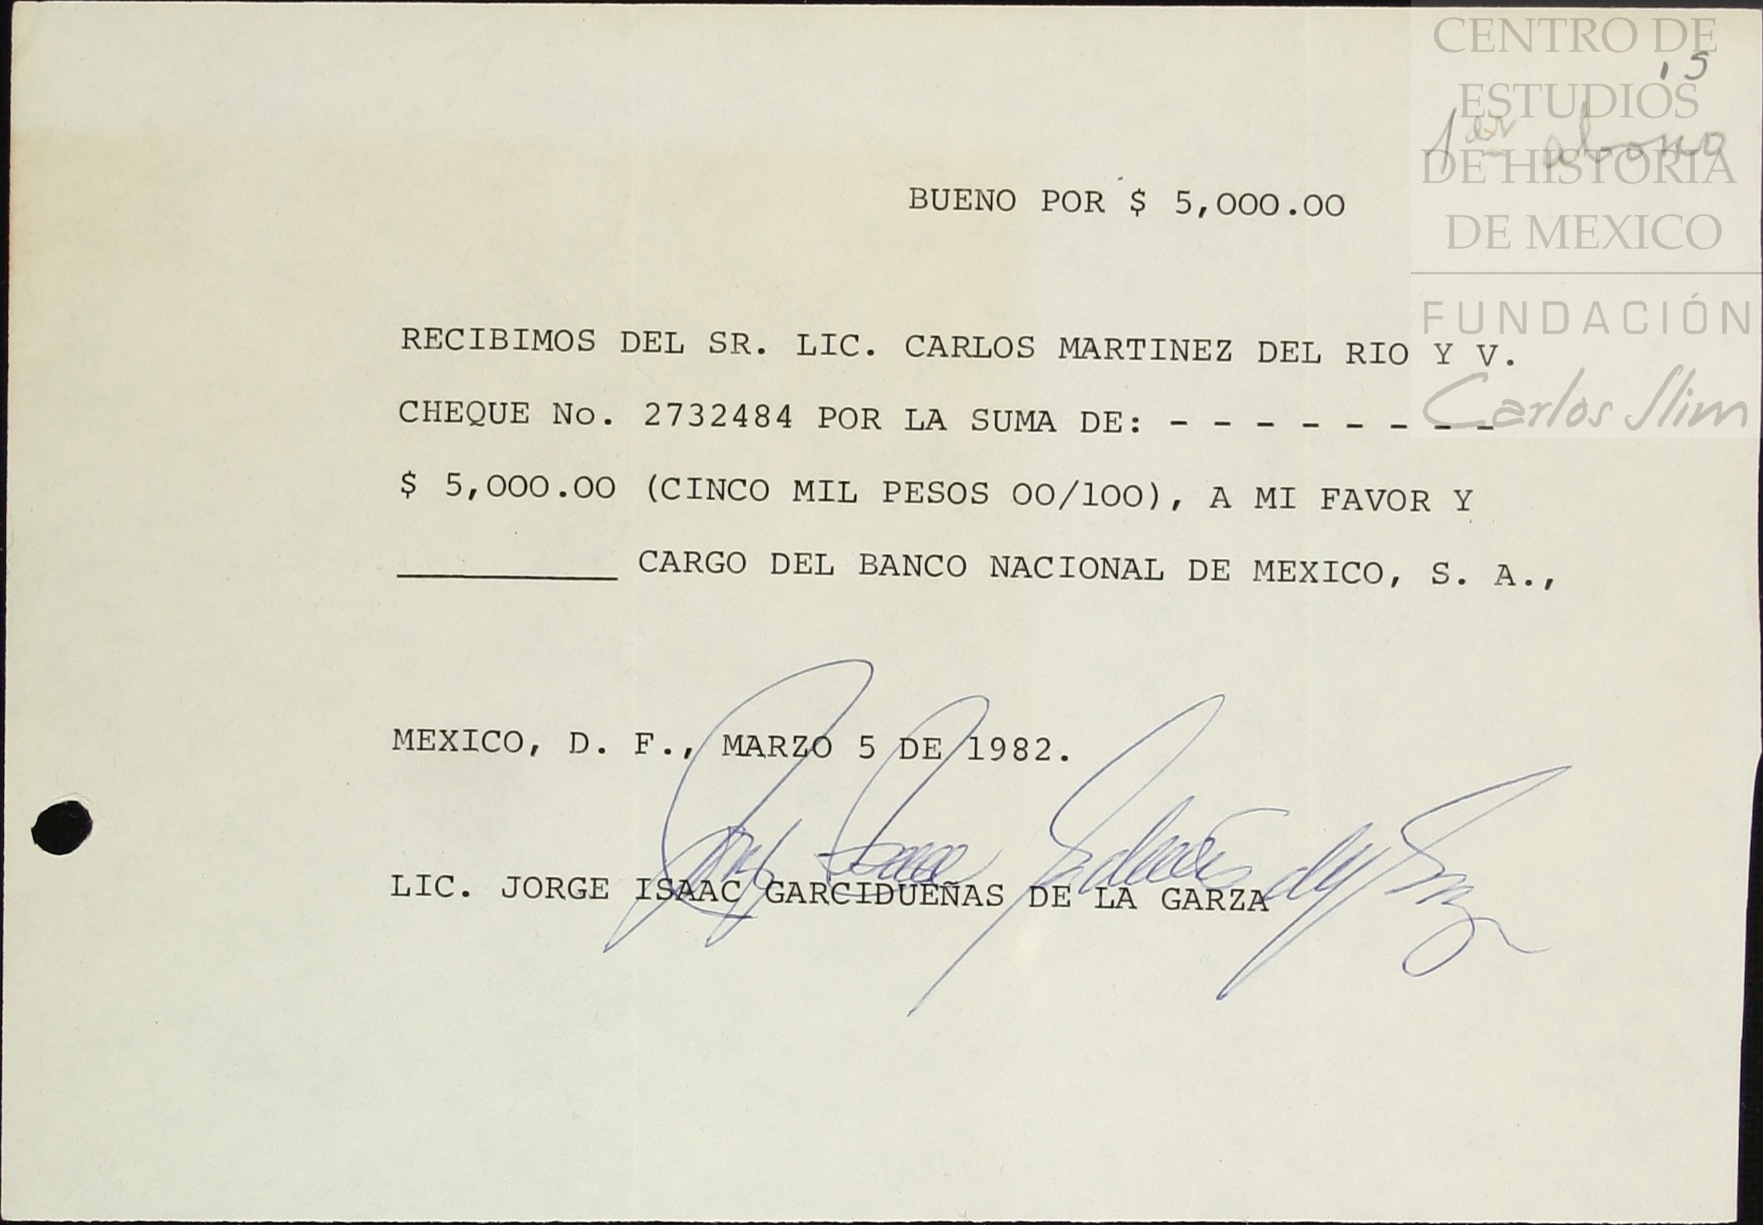 CENTRO DE
15
ESTUDIOS
1er abono
DE HISTORIA
DE MEXICO
BUENO POR $ 5,000.00
FUNDACIÓN
Carlos Slim
RECIBIMOS DEL SR. LIC. CARLOS MARTINEZ DEL RIO Y V.
CHEQUE No. 2732484 POR LA SUMA DE: - - - - - - - -
$ 5,000.00 (CINCO MIL PESOS 00/100), A MI FAVOR Y
__________ CARGO DEL BANCO NACIONAL DE MEXICO, S. A.,
MEXICO, D. F., MARZO 5 DE 1982.
LIC. JORGE ISAAC GARCIDUEÑAS DE LA GARZA